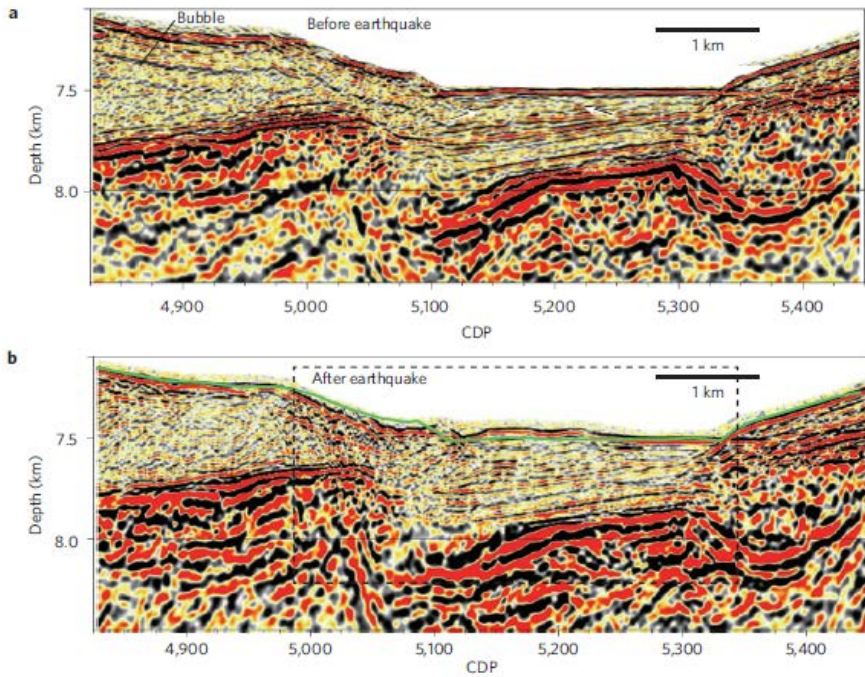 a
Bubble
Before earthquake
1 km
7.5
8.0
Depth (km)
4,900 5,000 5,100 5,200 5,300 5,400
CDP
b
After earthquake
1 km
7.5
8.0
Depth (km)
4,900 5,000 5,100 5,200 5,300 5,400
CDP